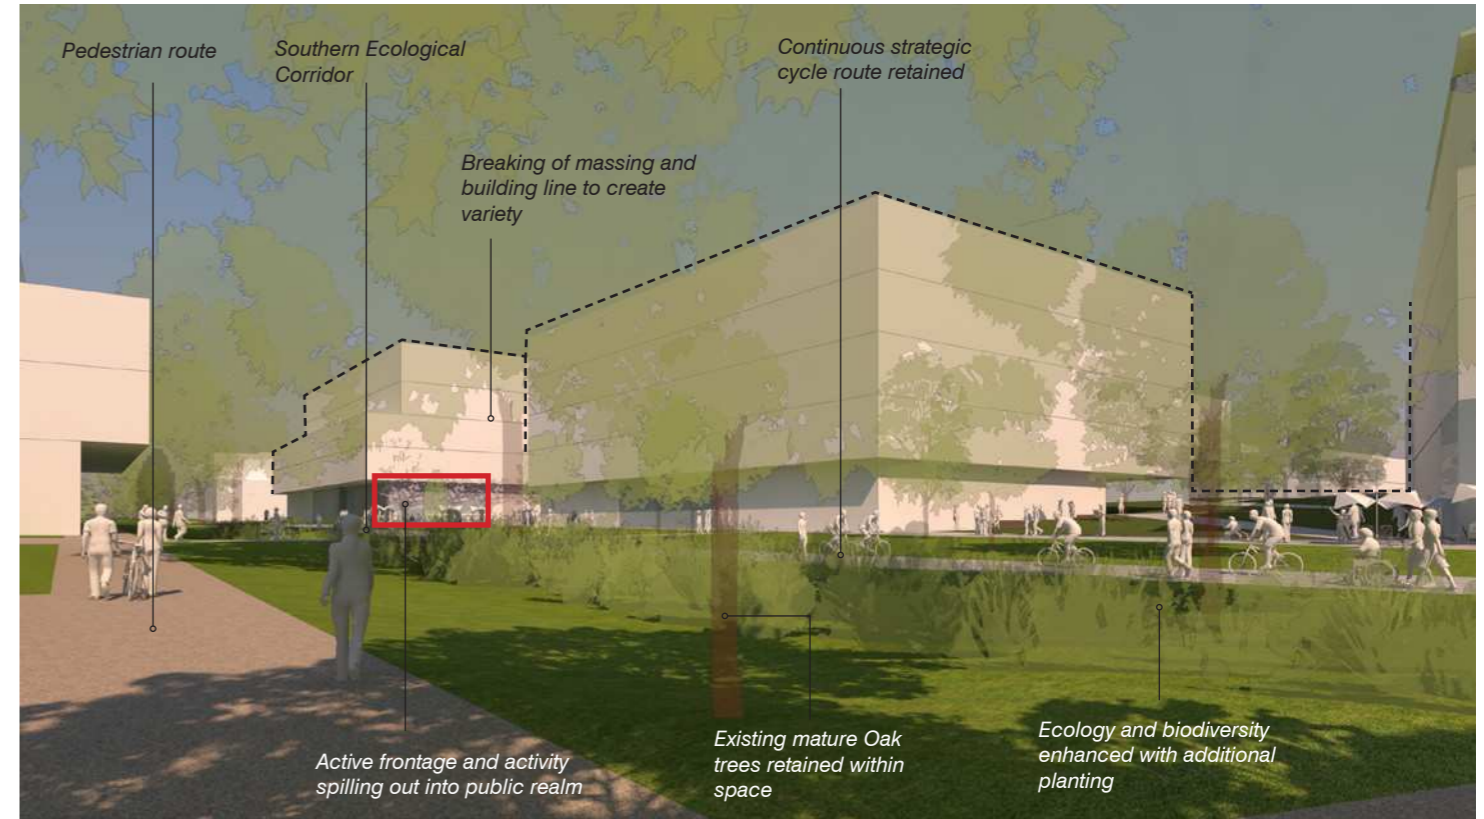 Pedestrian route
Southern Ecological
Corridor
Continuous strategic
cycle route retained
Breaking of massing and
building line to create
variety
Active frontage and activity
spilling out into public realm
Existing mature Oak
trees retained within
space
Ecology and biodiversity
enhanced with additional
planting